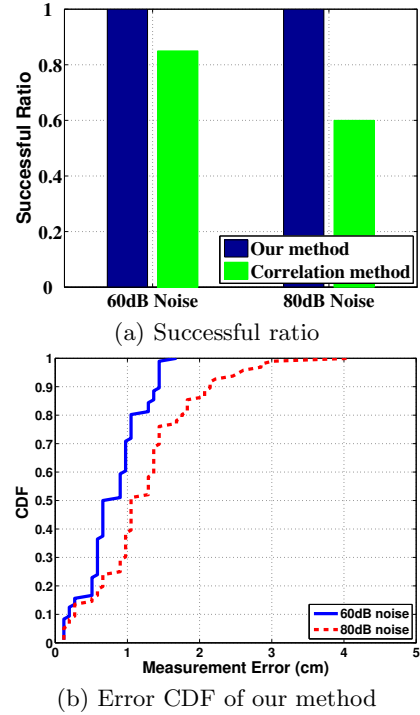 1
0.8
0.6
0.4
0.2
0
Successful Ratio
Our method
Correlation method
60dB Noise 80dB Noise
(a) Successful ratio
1
0.9
0.8
0.7
0.6
0.5
0.4
0.3
0.2
0.1
0
CDF
60dB noise
80dB noise
0 1 2 3 4 5
Measurement Error (cm)
(b) Error CDF of our method